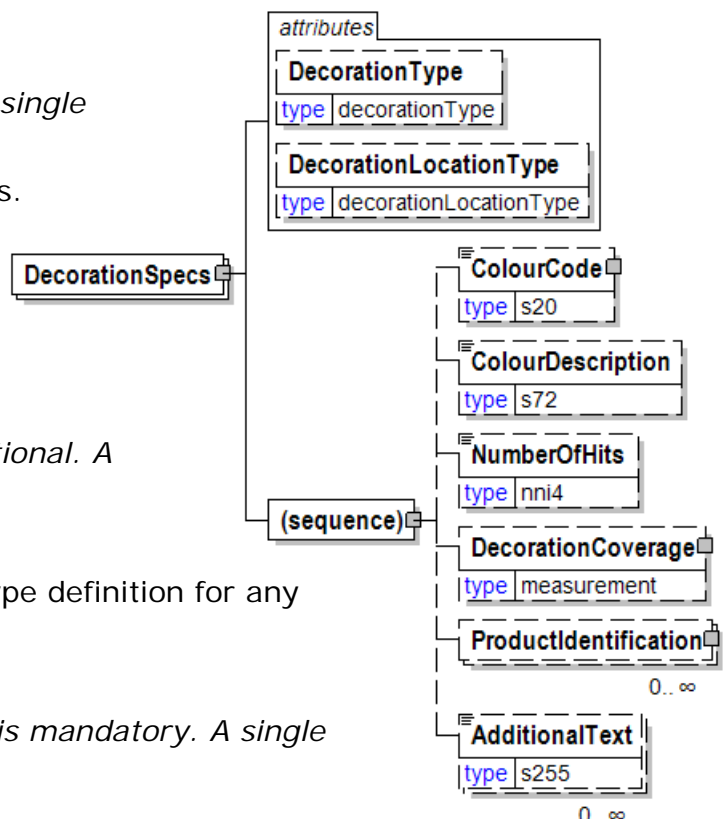 attributes
DecorationType
type decorationType
single
DecorationLocationType
s.
type decorationLocationType
DecorationSpecs
ColourCode
type s20
ColourDescription
type s72
tional. A
NumberOfHits
type nni4
(sequence)
DecorationCoverage
type measurement
ype definition for any
ProductIdentification
0.. ∞
is mandatory. A single
AdditionalText
type s255
0.. ∞